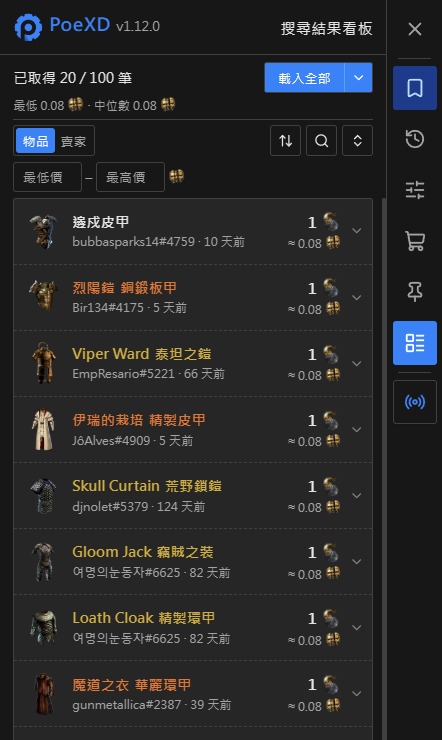 PoeXD v1.12.0 搜尋結果看板
已取得 20 / 100 筆 載入全部
最低 0.08 · 中位數 0.08
物品 賣家
最低價 – 最高價
邊戍皮甲 1
bubbasparks14#4759 · 10 天前 ≈ 0.08
烈陽鎧 鋼鍛板甲 1
Bir134#4175 · 5 天前 ≈ 0.08
Viper Ward 泰坦之鎧 1
EmpResario#5221 · 66 天前 ≈ 0.08
伊瑞的栽培 精製皮甲 1
JôAlves#4909 · 5 天前 ≈ 0.08
Skull Curtain 荒野鎖鎧 1
djnolet#5379 · 124 天前 ≈ 0.08
Gloom Jack 竊賊之裝 1
여명의눈동자#6625 · 82 天前 ≈ 0.08
Loath Cloak 精製環甲 1
여명의눈동자#6625 · 82 天前 ≈ 0.08
魔道之衣 華麗環甲 1
gunmetallica#2387 · 39 天前 ≈ 0.08